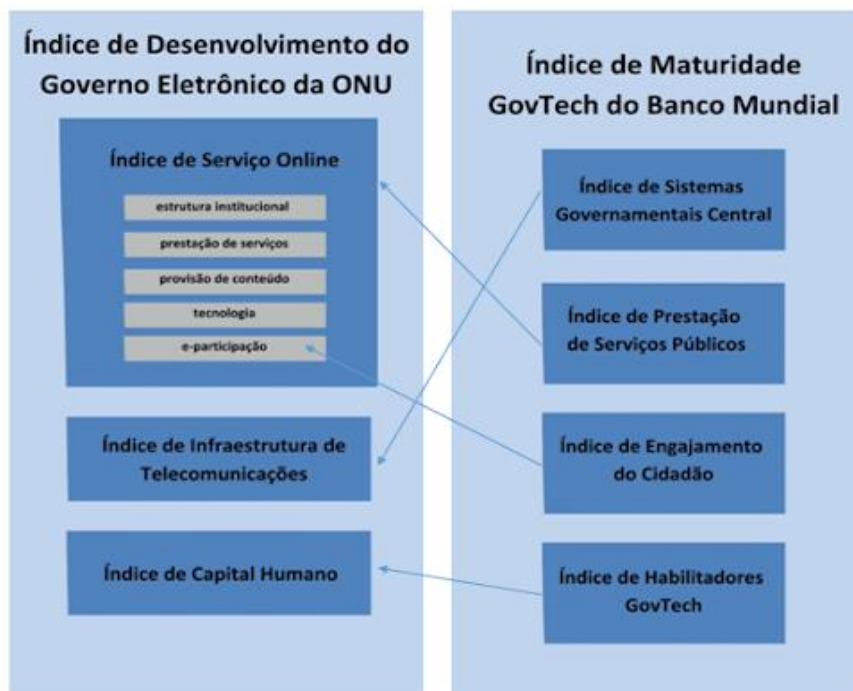 Índice de Desenvolvimento do
Governo Eletrônico da ONU
Índice de Serviço Online
estrutura institucional
prestação de serviços
provisão de conteúdo
tecnologia
e-participação
Índice de Infraestrutura de
Telecomunicações
Índice de Capital Humano
Índice de Maturidade
GovTech do Banco Mundial
Índice de Sistemas
Governamentais Central
Índice de Prestação
de Serviços Públicos
Índice de Engajamento
do Cidadão
Índice de Habilitadores
GovTech